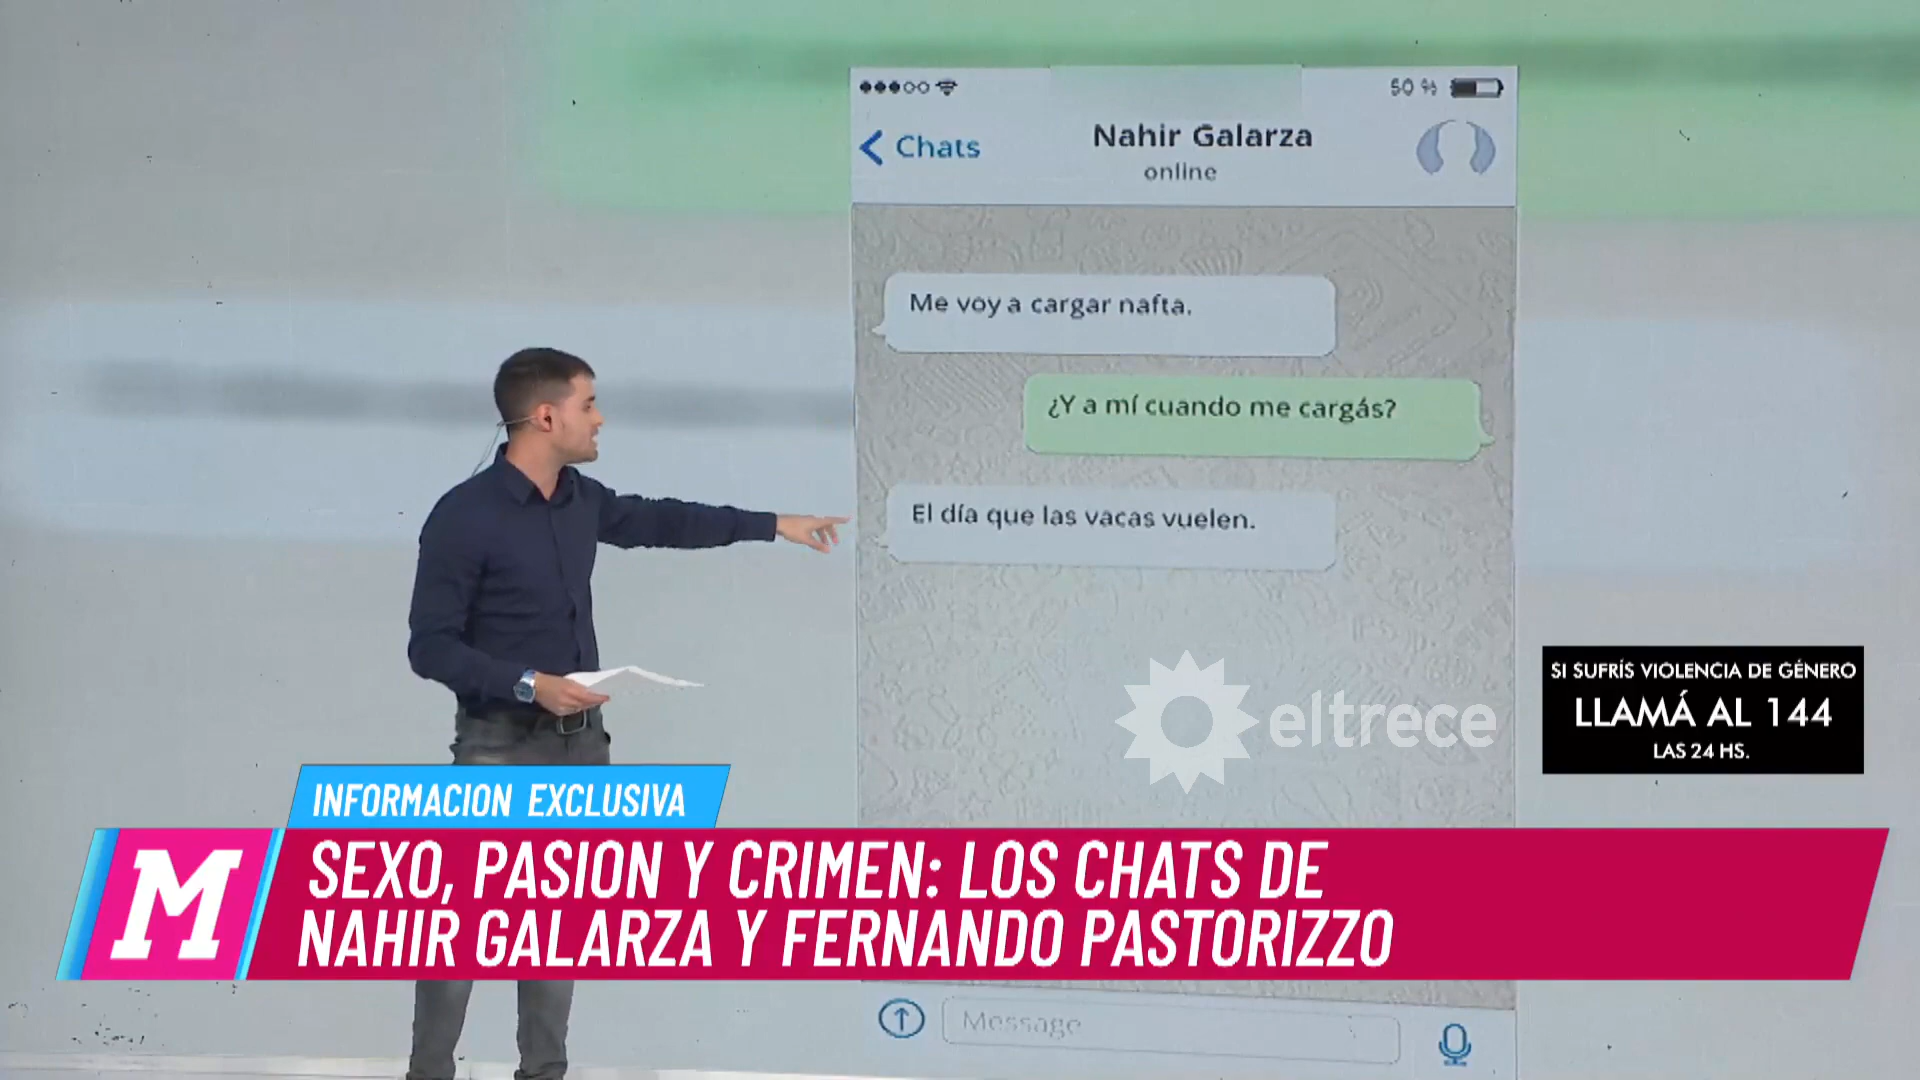 50 %
Chats
Nahir Galarza
online
Me voy a cargar nafta.
¿Y a mí cuando me cargás?
El día que las vacas vuelen.
eltrece
SI SUFRÍS VIOLENCIA DE GÉNERO
LLAMÁ AL 144
LAS 24 HS.
INFORMACION EXCLUSIVA
M
SEXO, PASION Y CRIMEN: LOS CHATS DE
NAHIR GALARZA Y FERNANDO PASTORIZZO
Message